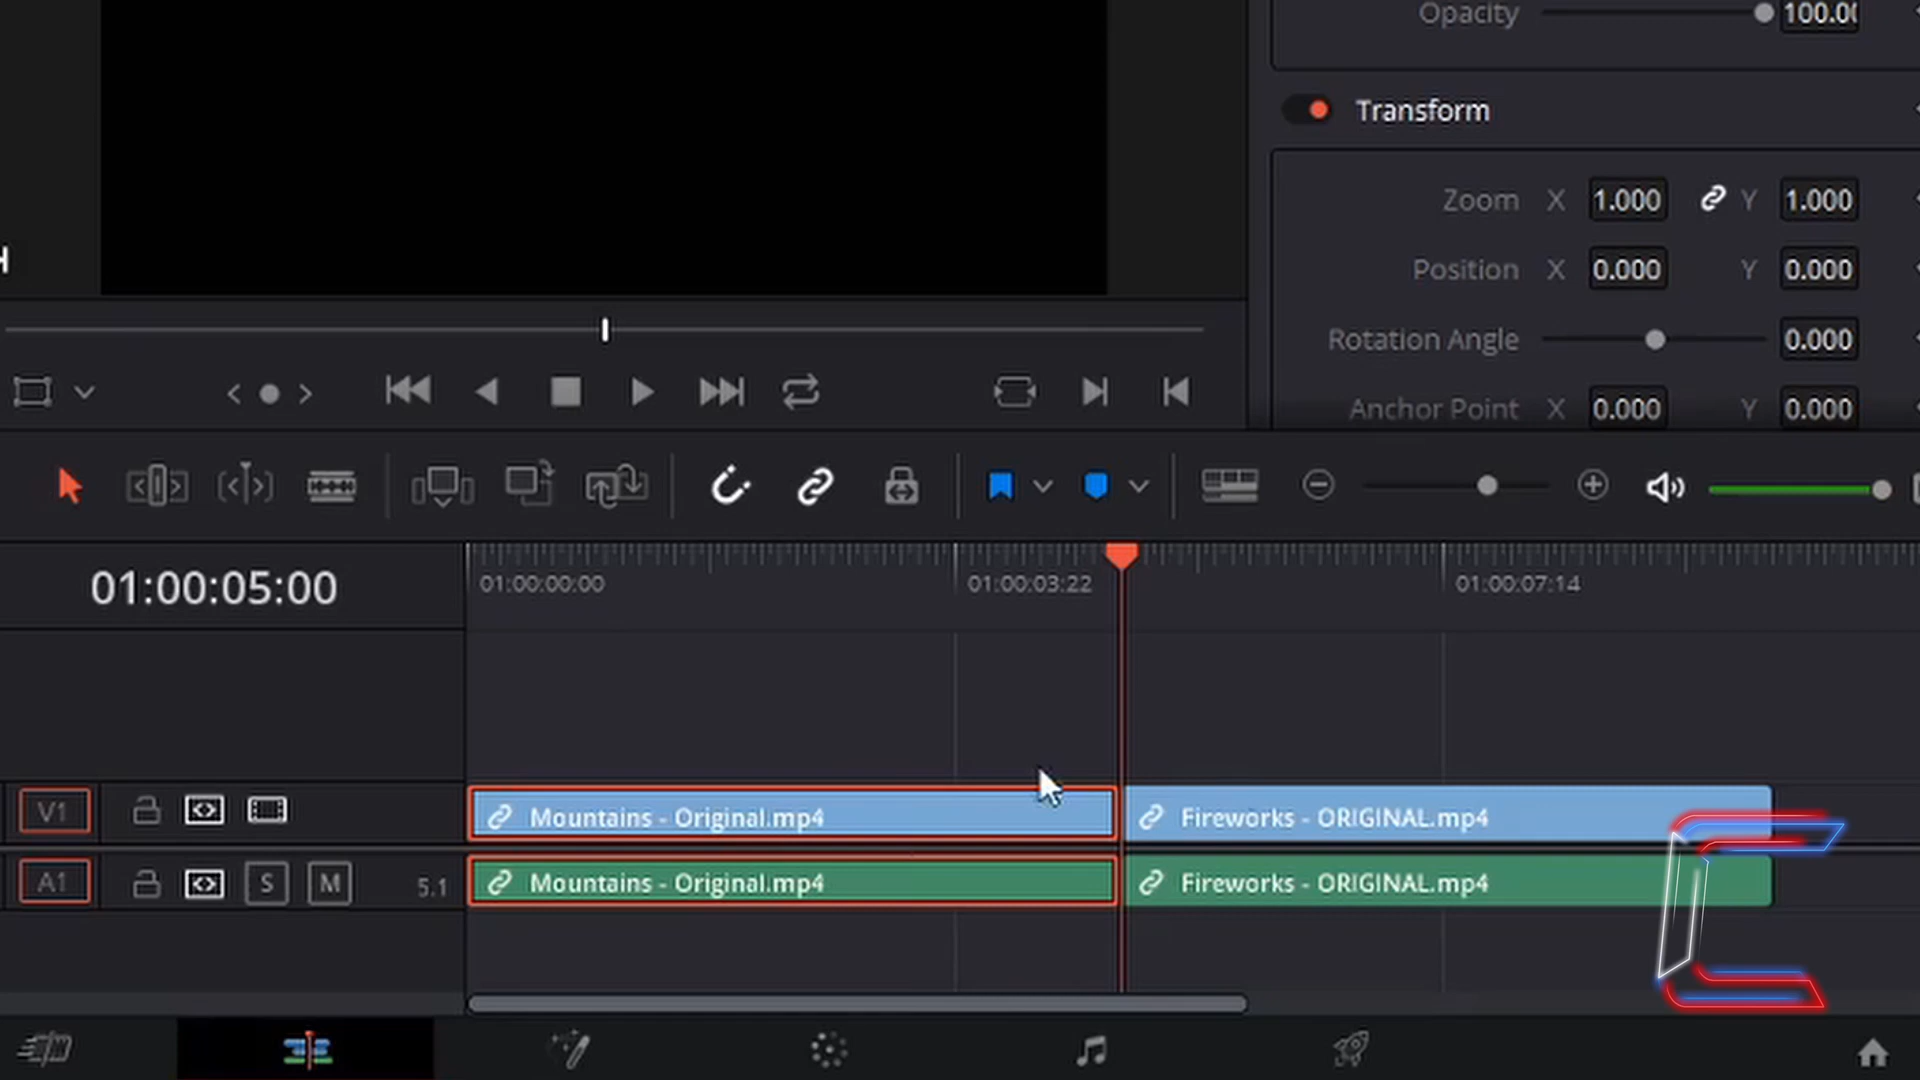 Opacity 100.0
Transform
Zoom X 1.000 Y 1.000
Position X 0.000 Y 0.000
Rotation Angle 0.000
Anchor Point X 0.000 Y 0.000
01:00:05:00
01:00:00:00 01:00:03:22 01:00:07:14
V1 Mountains - Original.mp4 Fireworks - ORIGINAL.mp4
A1 S M 5.1 Mountains - Original.mp4 Fireworks - ORIGINAL.mp4